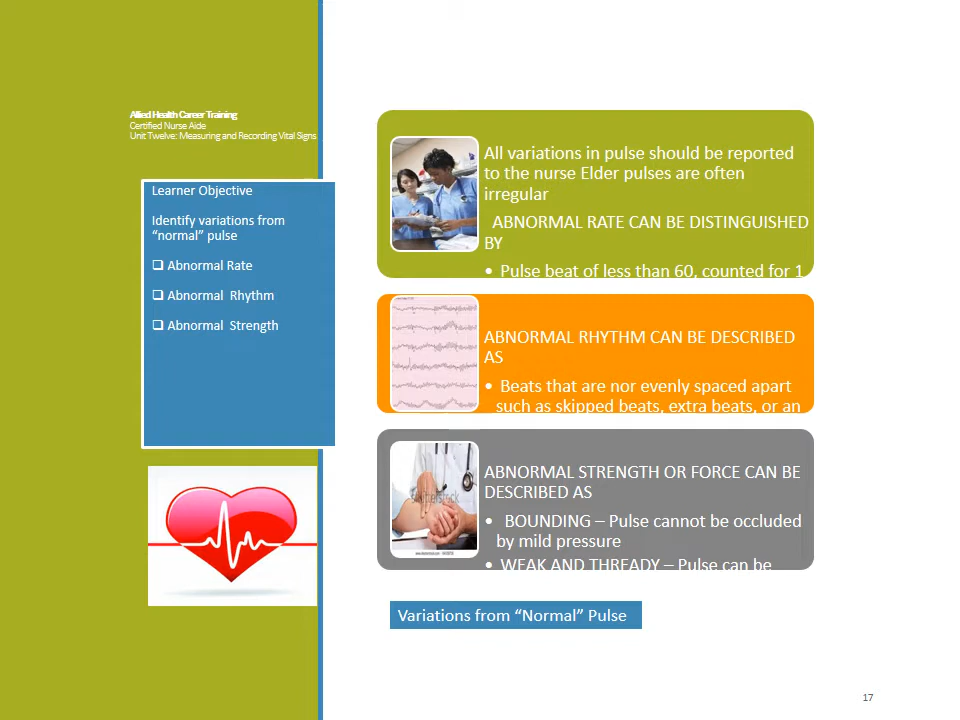 Allied Health Career Training
Certified Nurse Aide
Unit Twelve: Measuring and Recording Vital Signs
Learner Objective
Identify variations from
“normal” pulse
❑ Abnormal Rate
❑ Abnormal Rhythm
❑ Abnormal Strength
All variations in pulse should be reported
to the nurse Elder pulses are often
irregular
ABNORMAL RATE CAN BE DISTINGUISHED
BY
• Pulse beat of less than 60, counted for 1
ABNORMAL RHYTHM CAN BE DESCRIBED
AS
• Beats that are nor evenly spaced apart
such as skipped beats, extra beats, or an
ABNORMAL STRENGTH OR FORCE CAN BE
DESCRIBED AS
• BOUNDING – Pulse cannot be occluded
by mild pressure
• WEAK AND THREADY – Pulse can be
Variations from “Normal” Pulse
17